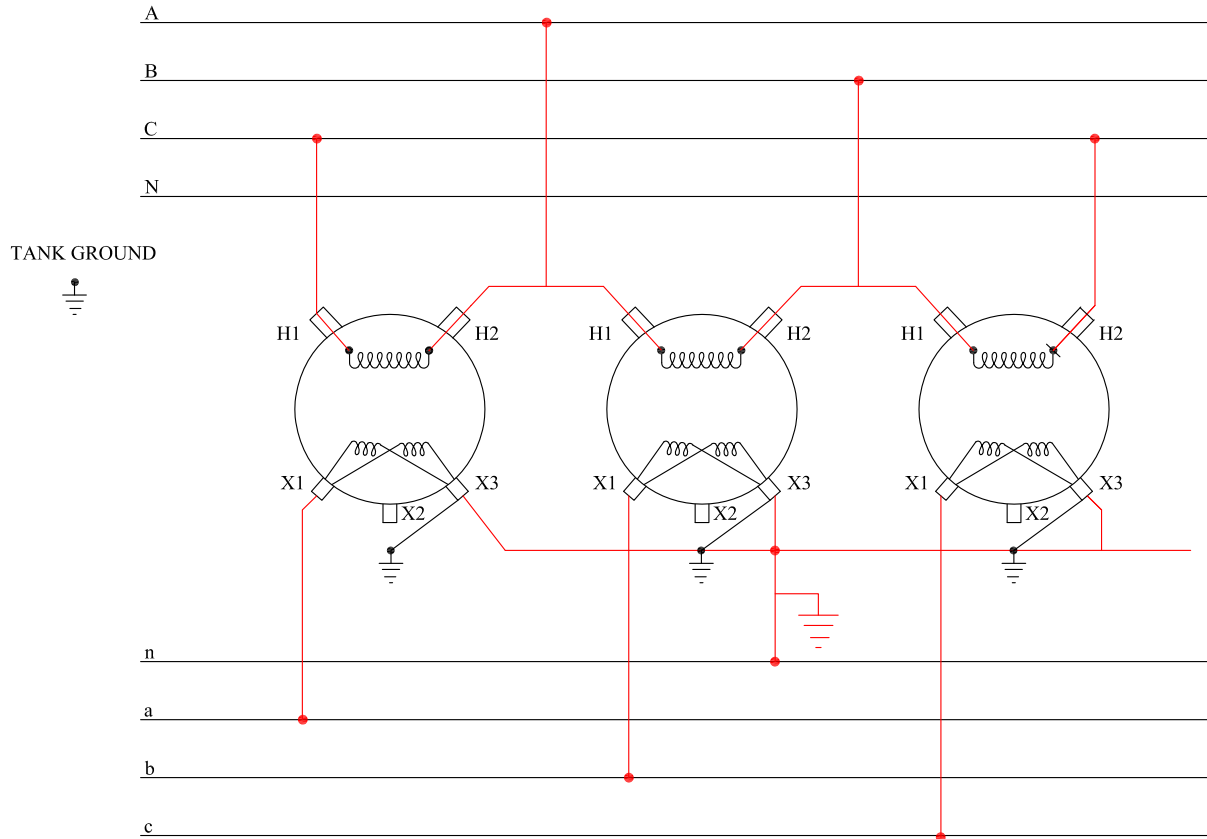 A
B
C
N
TANK GROUND
H1 H2 H1 H2 H1 H2
X1 X3 X1 X3 X1 X3
X2 X2 X2
n
a
b
c